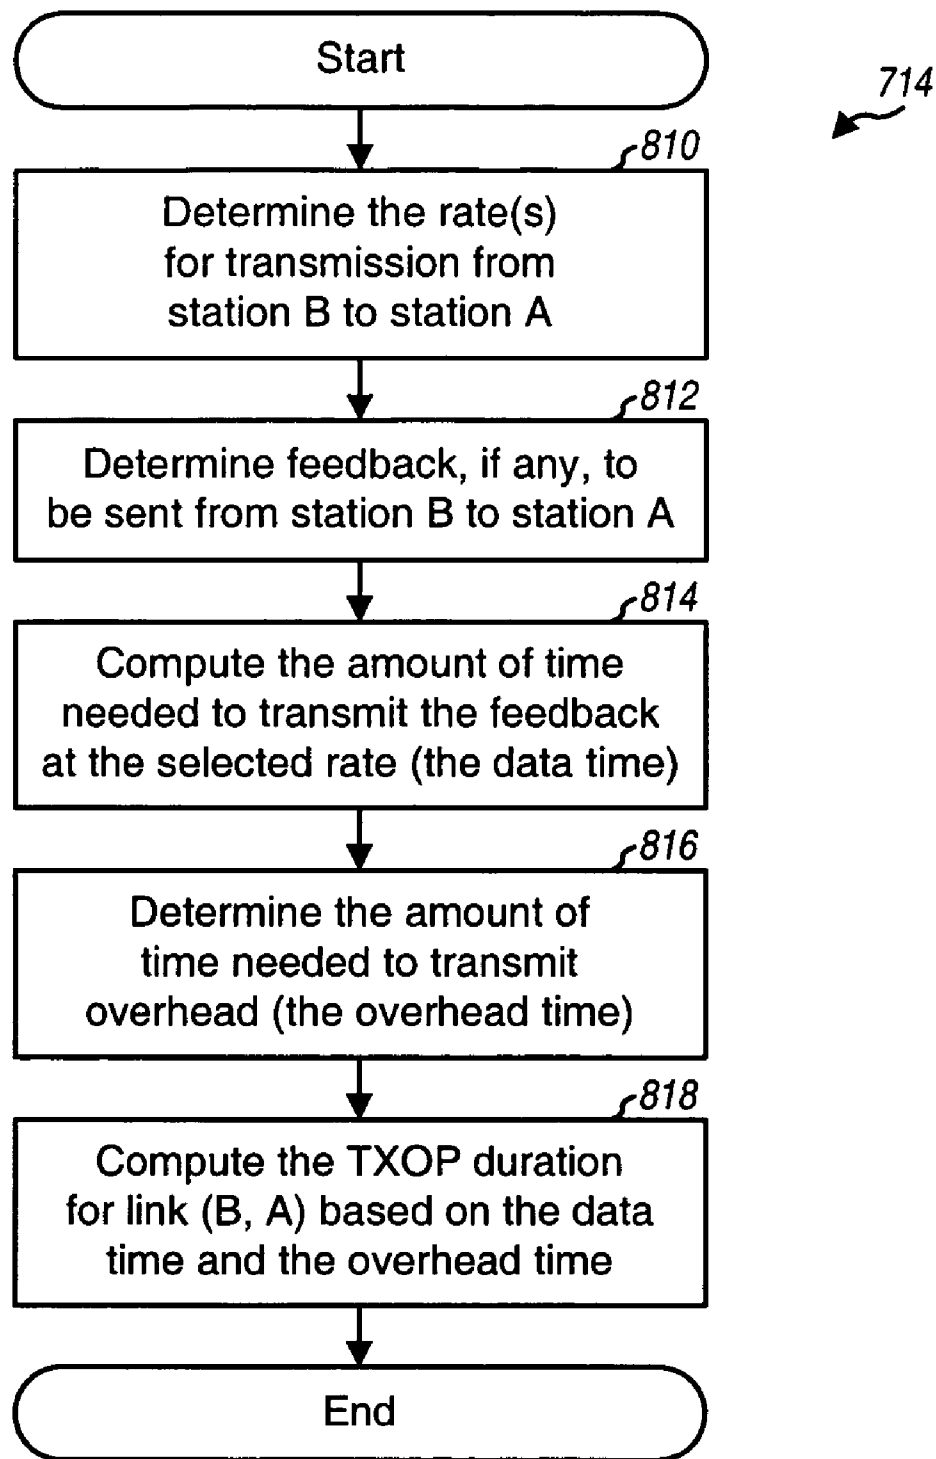 Start
714
810
Determine the rate(s)
for transmission from
station B to station A
812
Determine feedback, if any, to
be sent from station B to station A
814
Compute the amount of time
needed to transmit the feedback
at the selected rate (the data time)
816
Determine the amount of
time needed to transmit
overhead (the overhead time)
818
Compute the TXOP duration
for link (B, A) based on the data
time and the overhead time
End